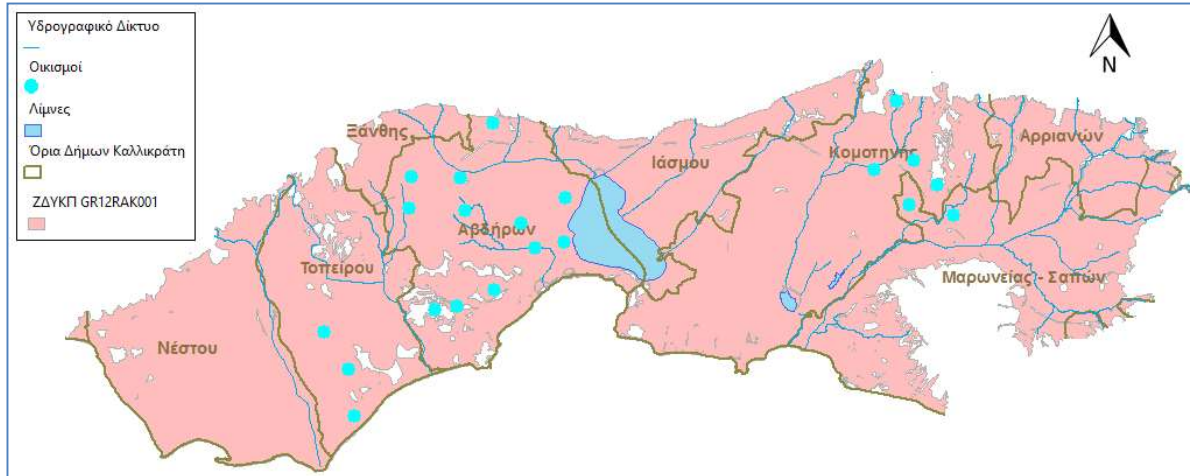 Υδρογραφικό Δίκτυο
Οικισμοί
Λίμνες
Όρια Δήμων Καλλικράτη
ΖΔΥΚΠ GR12RAK001
N
Ξάνθης
Ιάσμου
Κομοτηνής
Αρριανών
Αβδήρων
Τοπείρου
Μαρωνείας - Σαπών
Νέστου